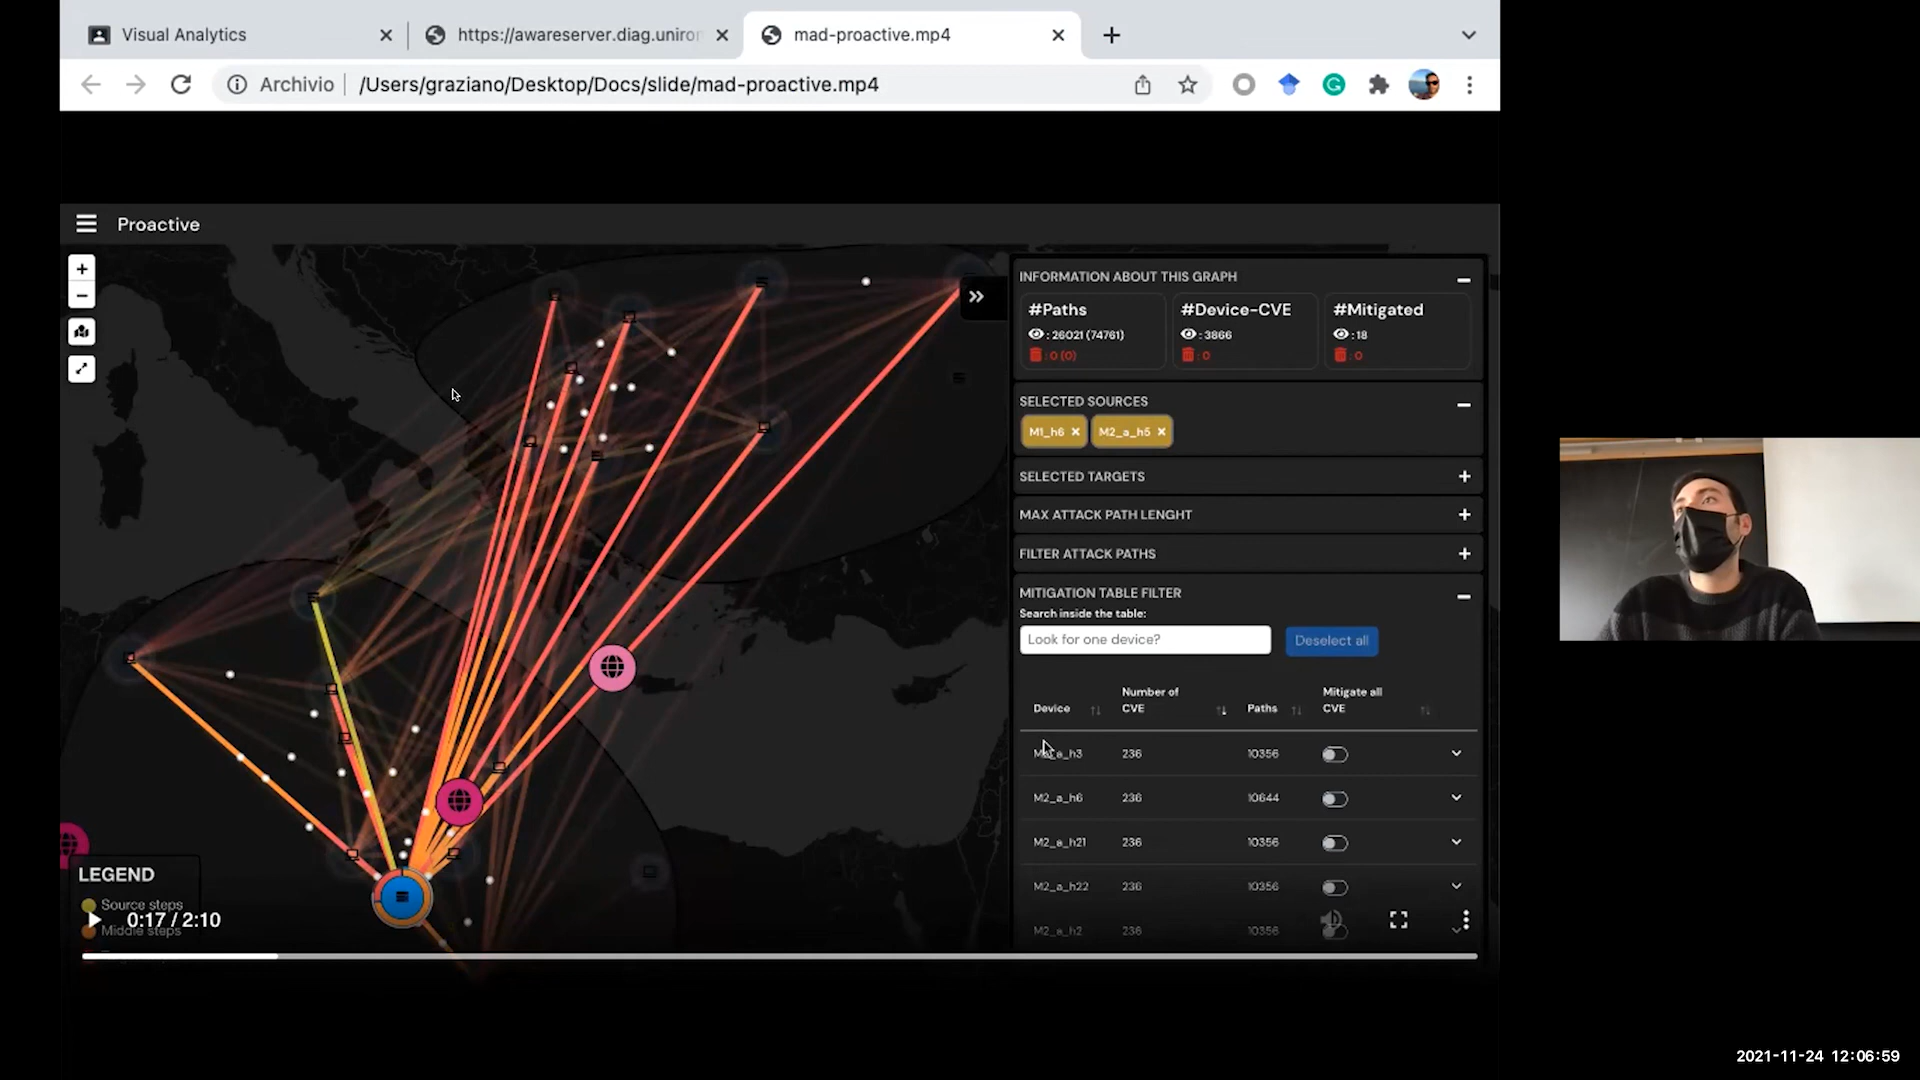 Visual Analytics
https://awareserver.diag.uniro
mad-proactive.mp4
Archivio
/Users/graziano/Desktop/Docs/slide/mad-proactive.mp4
Proactive
INFORMATION ABOUT THIS GRAPH
#Paths
: 26021 (74761)
: 0 (0)
#Device-CVE
: 3866
: 0
#Mitigated
: 18
: 0
SELECTED SOURCES
M1_h6 ×
M2_a_h5 ×
SELECTED TARGETS
MAX ATTACK PATH LENGHT
FILTER ATTACK PATHS
MITIGATION TABLE FILTER
Search inside the table:
Look for one device?
Deselect all
Device
Number of CVE
Paths
Mitigate all CVE
236 10356
M2_a_h6 236 10644
M2_a_h21 236 10356
M2_a_h22 236 10356
M2_a_h2 236 10356
LEGEND
Source steps
0:17 / 2:10
Middle steps
2021-11-24 12:06:59